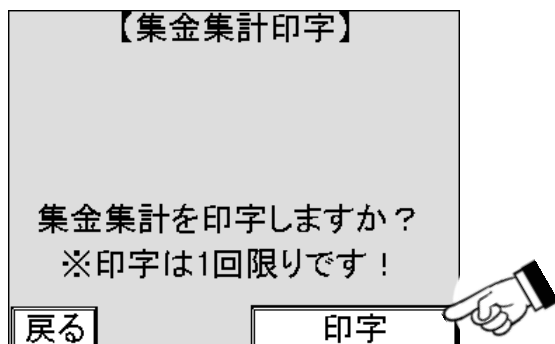 【集金集計印字】
集金集計を印字しますか？
※印字は1回限りです！
戻る
印字